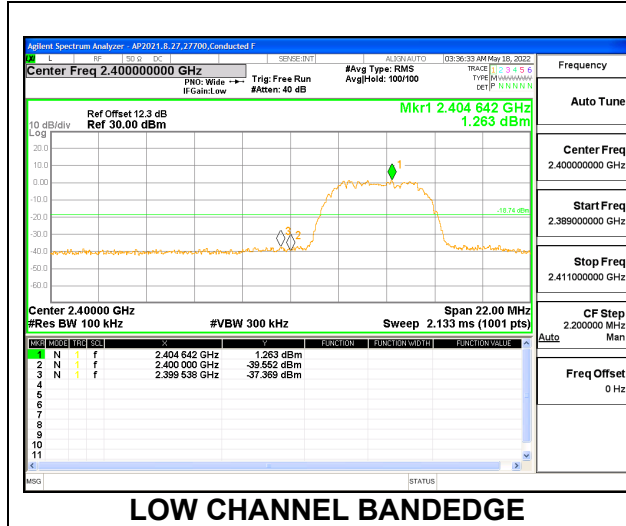 Agilent Spectrum Analyzer - AP2021.8.27,27700,Conducted F
L RF 50 Ω DC SENSE:INT ALIGN AUTO 03:36:33 AM May 18, 2022
Center Freq 2.400000000 GHz
PNO: Wide
IFGain:Low
Trig: Free Run
#Atten: 40 dB
#Avg Type: RMS
Avg|Hold: 100/100
TRACE 1 2 3 4 5 6
TYPE M
DET P N N N N N
Ref Offset 12.3 dB
10 dB/div Ref 30.00 dBm
Log
Mkr1 2.404 642 GHz
1.263 dBm
20.0
10.0
0.00
-10.0
-20.0
-30.0
-40.0
-50.0
-60.0
1
-18.74 dBm
3 2
Center 2.40000 GHz Span 22.00 MHz
#Res BW 100 kHz #VBW 300 kHz Sweep 2.133 ms (1001 pts)
MKR MODE TRC SCL X Y FUNCTION FUNCTION WIDTH FUNCTION VALUE
1 N 1 f 2.404 642 GHz 1.263 dBm
2 N 1 f 2.400 000 GHz -39.552 dBm
3 N 1 f 2.399 538 GHz -37.369 dBm
4
5
6
7
8
9
10
11
MSG STATUS
Frequency
Auto Tune
Center Freq
2.400000000 GHz
Start Freq
2.389000000 GHz
Stop Freq
2.411000000 GHz
CF Step
2.200000 MHz
Auto Man
Freq Offset
0 Hz
LOW CHANNEL BANDEDGE